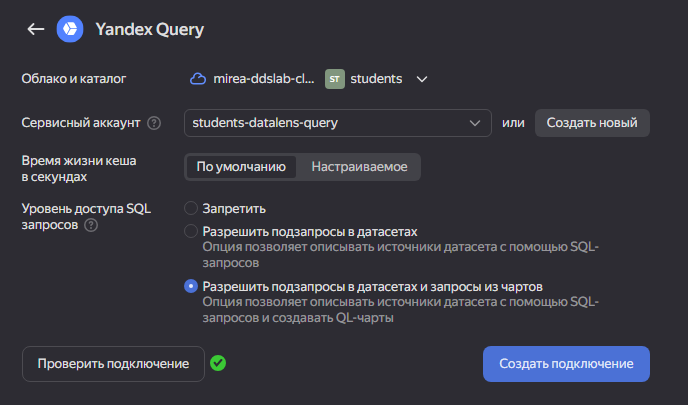 Yandex Query
Облако и каталог
mirea-ddslab-cl...
ST
students
Сервисный аккаунт ?
students-datalens-query
или
Создать новый
Время жизни кеша
в секундах
По умолчанию
Настраиваемое
Уровень доступа SQL
запросов ?
Запретить
Разрешить подзапросы в датасетах
Опция позволяет описывать источники датасета с помощью SQL-
запросов
Разрешить подзапросы в датасетах и запросы из чартов
Опция позволяет описывать источники датасета с помощью SQL-
запросов и создавать QL-чарты
Проверить подключение
Создать подключение